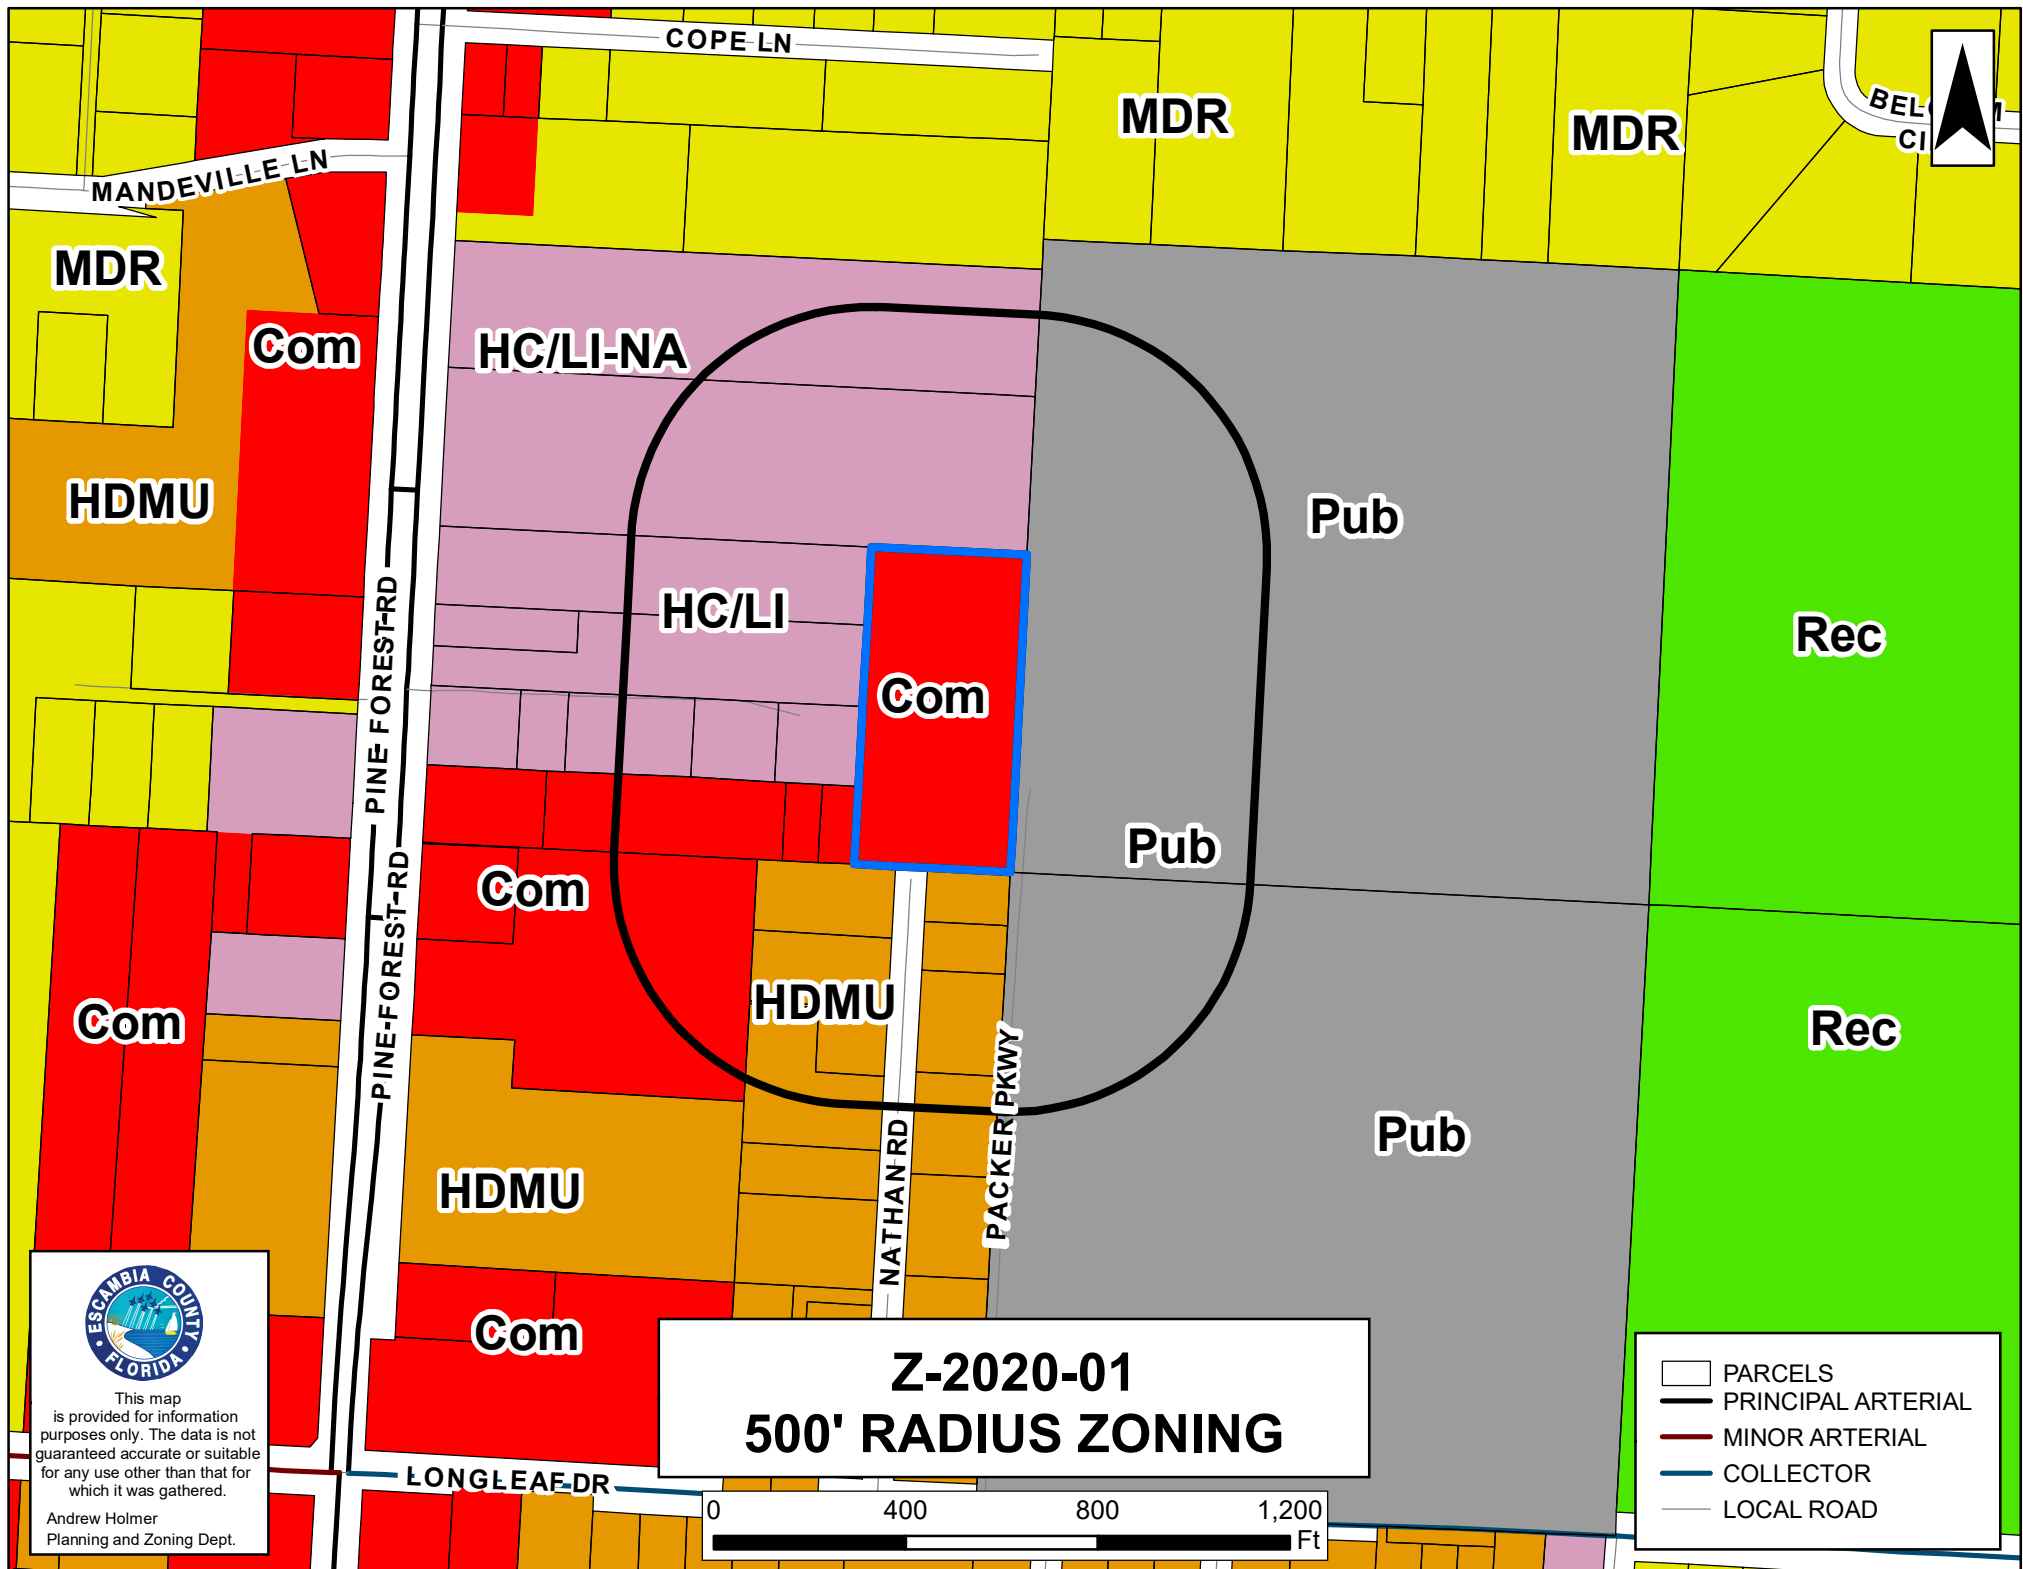 COPE LN
MANDEVILLE LN
MDR
MDR
MDR
CI
Com
HC/LI-NA
HDMU
Pub
HC/LI
Rec
Com
PINE FOREST RD
Pub
Com
PINE FOREST RD
HDMU
Com
Rec
PACKER PKWY
Pub
NATHAN RD
HDMU
Com
LONGLEAF DR
ESCAMBIA COUNTY
FLORIDA
This map
is provided for information
purposes only. The data is not
guaranteed accurate or suitable
for any use other than that for
which it was gathered.
Andrew Holmer
Planning and Zoning Dept.
Z-2020-01
500' RADIUS ZONING
0 400 800 1,200
Ft
PARCELS
PRINCIPAL ARTERIAL
MINOR ARTERIAL
COLLECTOR
LOCAL ROAD